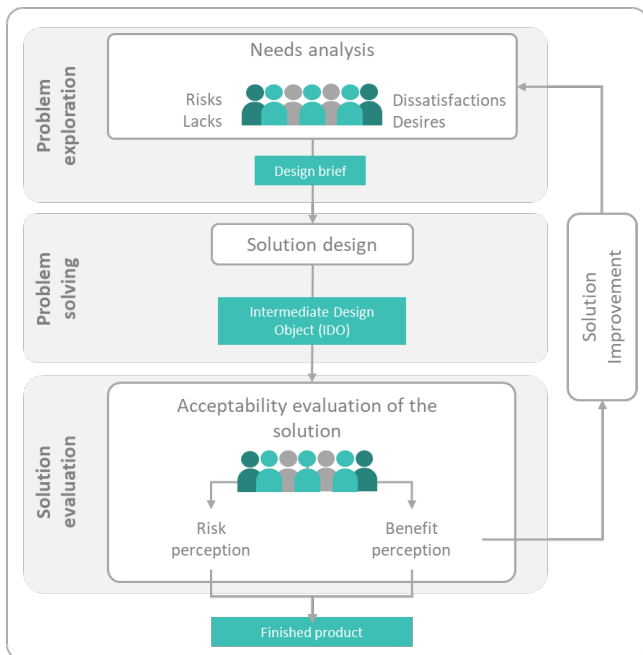 Problem
exploration
Needs analysis
Risks
Lacks
Dissatisfactions
Desires
Design brief
Problem
solving
Solution design
Intermediate Design
Object (IDO)
Solution
Improvement
Solution
evaluation
Acceptability evaluation of the
solution
Risk
perception
Benefit
perception
Finished product